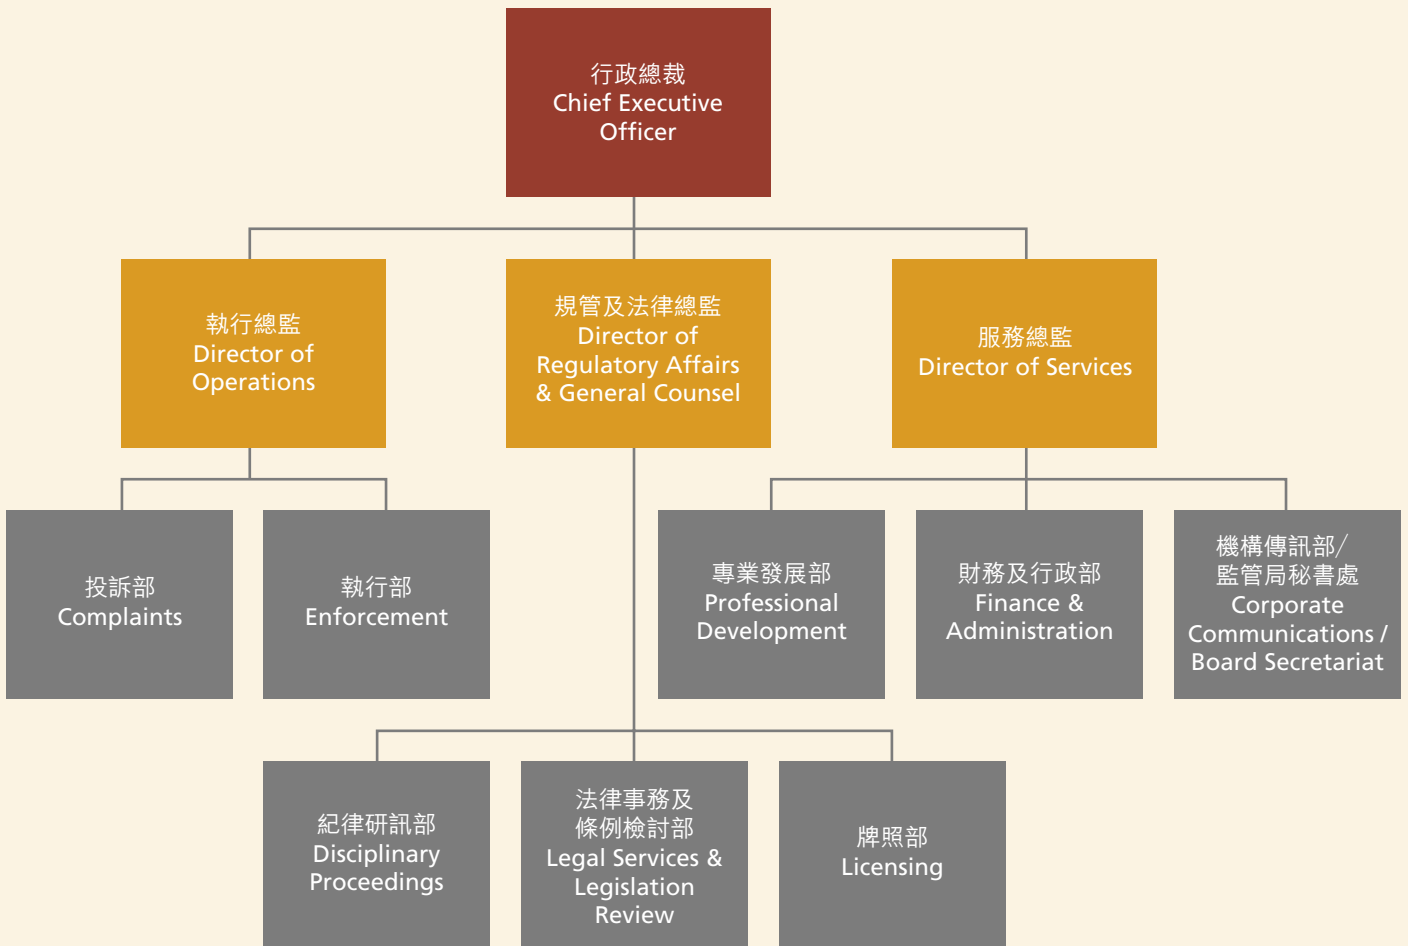 行政總裁
Chief Executive
Officer
執行總監
Director of
Operations
規管及法律總監
Director of
Regulatory Affairs
& General Counsel
服務總監
Director of Services
投訴部
Complaints
執行部
Enforcement
專業發展部
Professional
Development
財務及行政部
Finance &
Administration
機構傳訊部/
監管局秘書處
Corporate
Communications /
Board Secretariat
紀律研訊部
Disciplinary
Proceedings
法律事務及
條例檢討部
Legal Services &
Legislation
Review
牌照部
Licensing